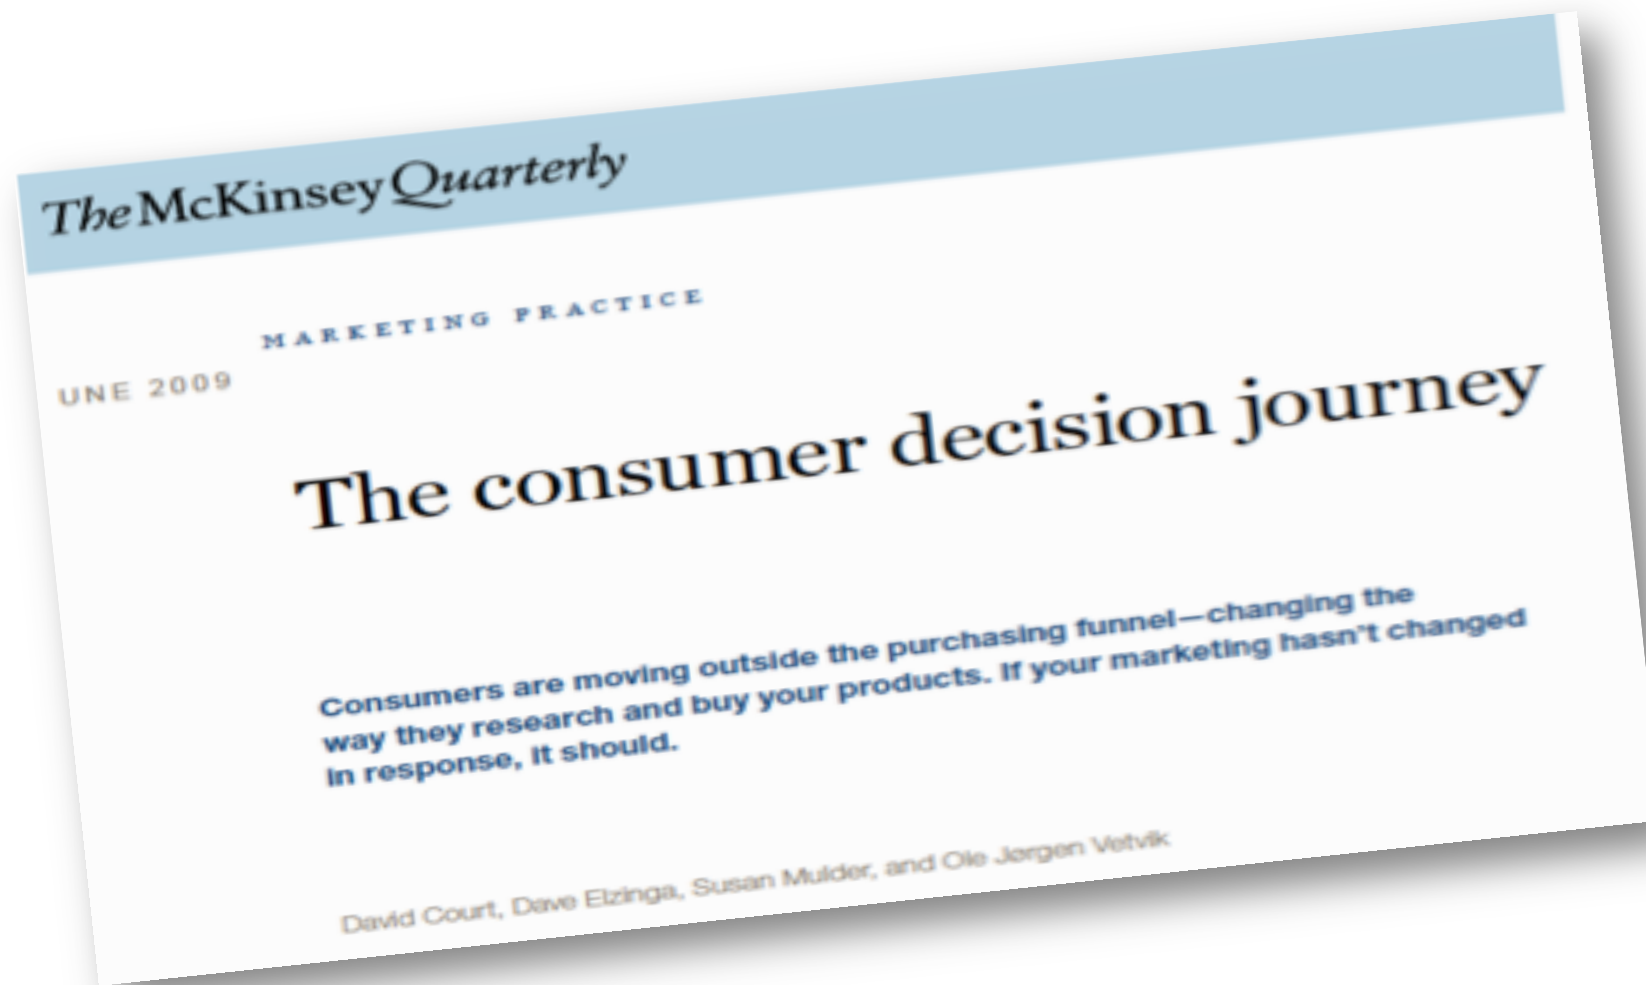 The McKinsey Quarterly
MARKETING PRACTICE
UNE 2009
The consumer decision journey
Consumers are moving outside the purchasing funnel—changing the
way they research and buy your products. If your marketing hasn't changed
in response, it should.
David Court, Dave Elzinga, Susan Mulder, and Ole Jørgen Vetvik